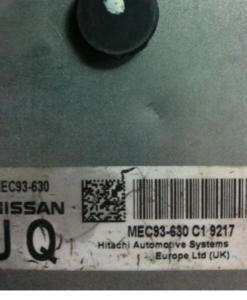 MEC93-630
NISSAN
UQ
MEC93-630 C1 9217
Hitachi Automotive Systems
Europe Ltd (UK)